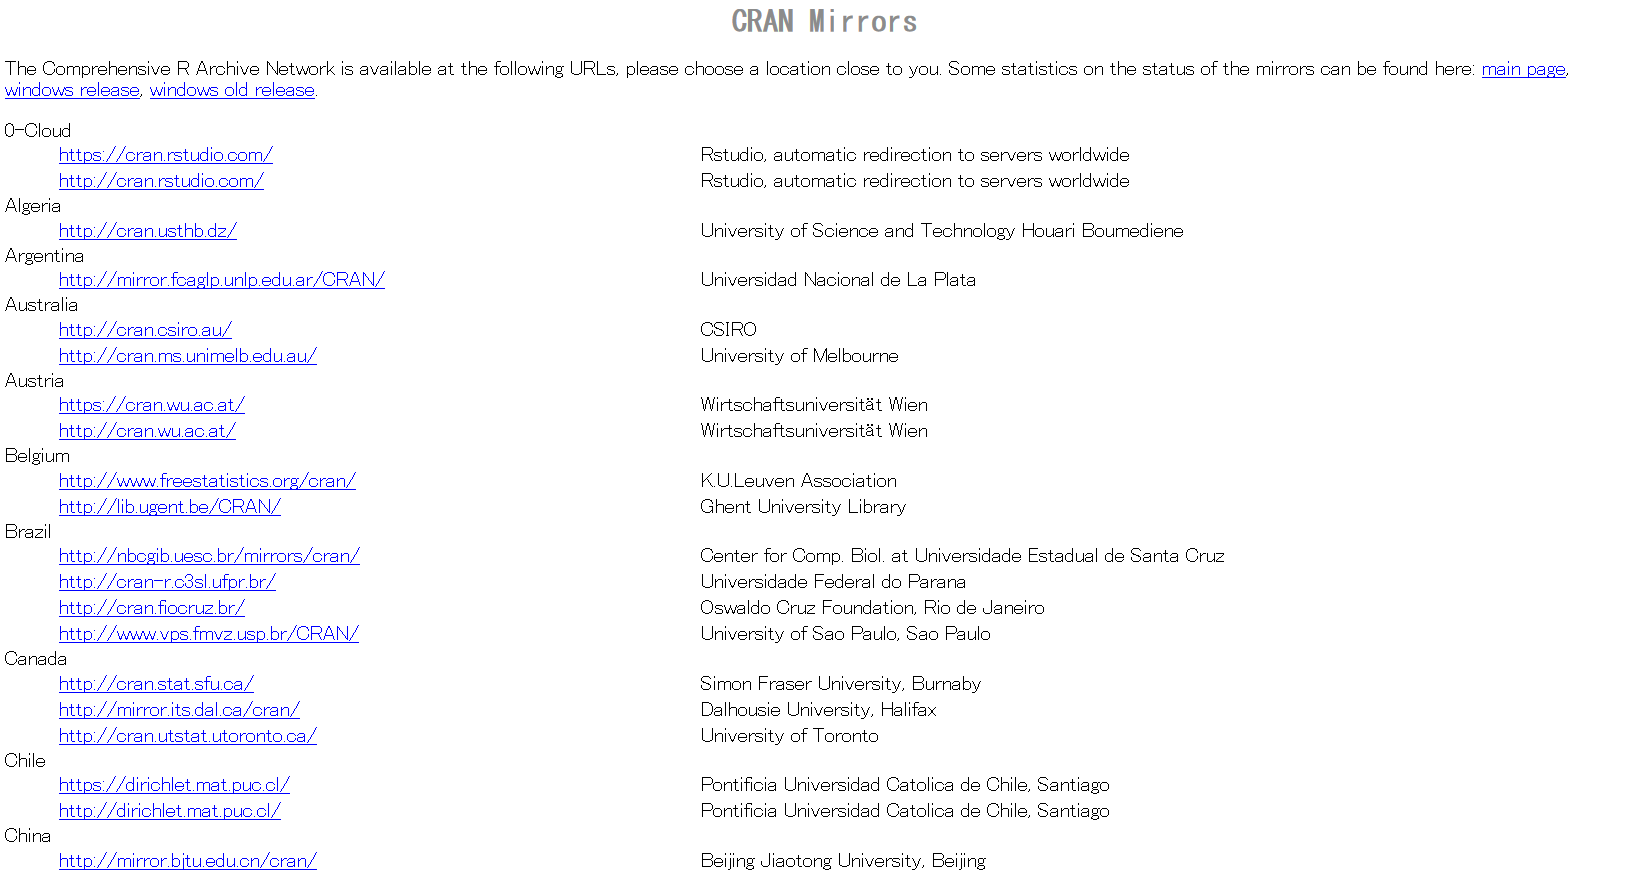 CRAN Mirrors
The Comprehensive R Archive Network is available at the following URLs, please choose a location close to you. Some statistics on the status of the mirrors can be found here: main page,
windows release, windows old release.
0-Cloud
https://cran.rstudio.com/ Rstudio, automatic redirection to servers worldwide
http://cran.rstudio.com/ Rstudio, automatic redirection to servers worldwide
Algeria
http://cran.usthb.dz/ University of Science and Technology Houari Boumediene
Argentina
http://mirror.fcaglp.unlp.edu.ar/CRAN/ Universidad Nacional de La Plata
Australia
http://cran.csiro.au/ CSIRO
http://cran.ms.unimelb.edu.au/ University of Melbourne
Austria
https://cran.wu.ac.at/ Wirtschaftsuniversität Wien
http://cran.wu.ac.at/ Wirtschaftsuniversität Wien
Belgium
http://www.freestatistics.org/cran/ K.U.Leuven Association
http://lib.ugent.be/CRAN/ Ghent University Library
Brazil
http://nbcgib.uesc.br/mirrors/cran/ Center for Comp. Biol. at Universidade Estadual de Santa Cruz
http://cran-r.c3sl.ufpr.br/ Universidade Federal do Parana
http://cran.fiocruz.br/ Oswaldo Cruz Foundation, Rio de Janeiro
http://www.vps.fmvz.usp.br/CRAN/ University of Sao Paulo, Sao Paulo
Canada
http://cran.stat.sfu.ca/ Simon Fraser University, Burnaby
http://mirror.its.dal.ca/cran/ Dalhousie University, Halifax
http://cran.utstat.utoronto.ca/ University of Toronto
Chile
https://dirichlet.mat.puc.cl/ Pontificia Universidad Catolica de Chile, Santiago
http://dirichlet.mat.puc.cl/ Pontificia Universidad Catolica de Chile, Santiago
China
http://mirror.bjtu.edu.cn/cran/ Beijing Jiaotong University, Beijing